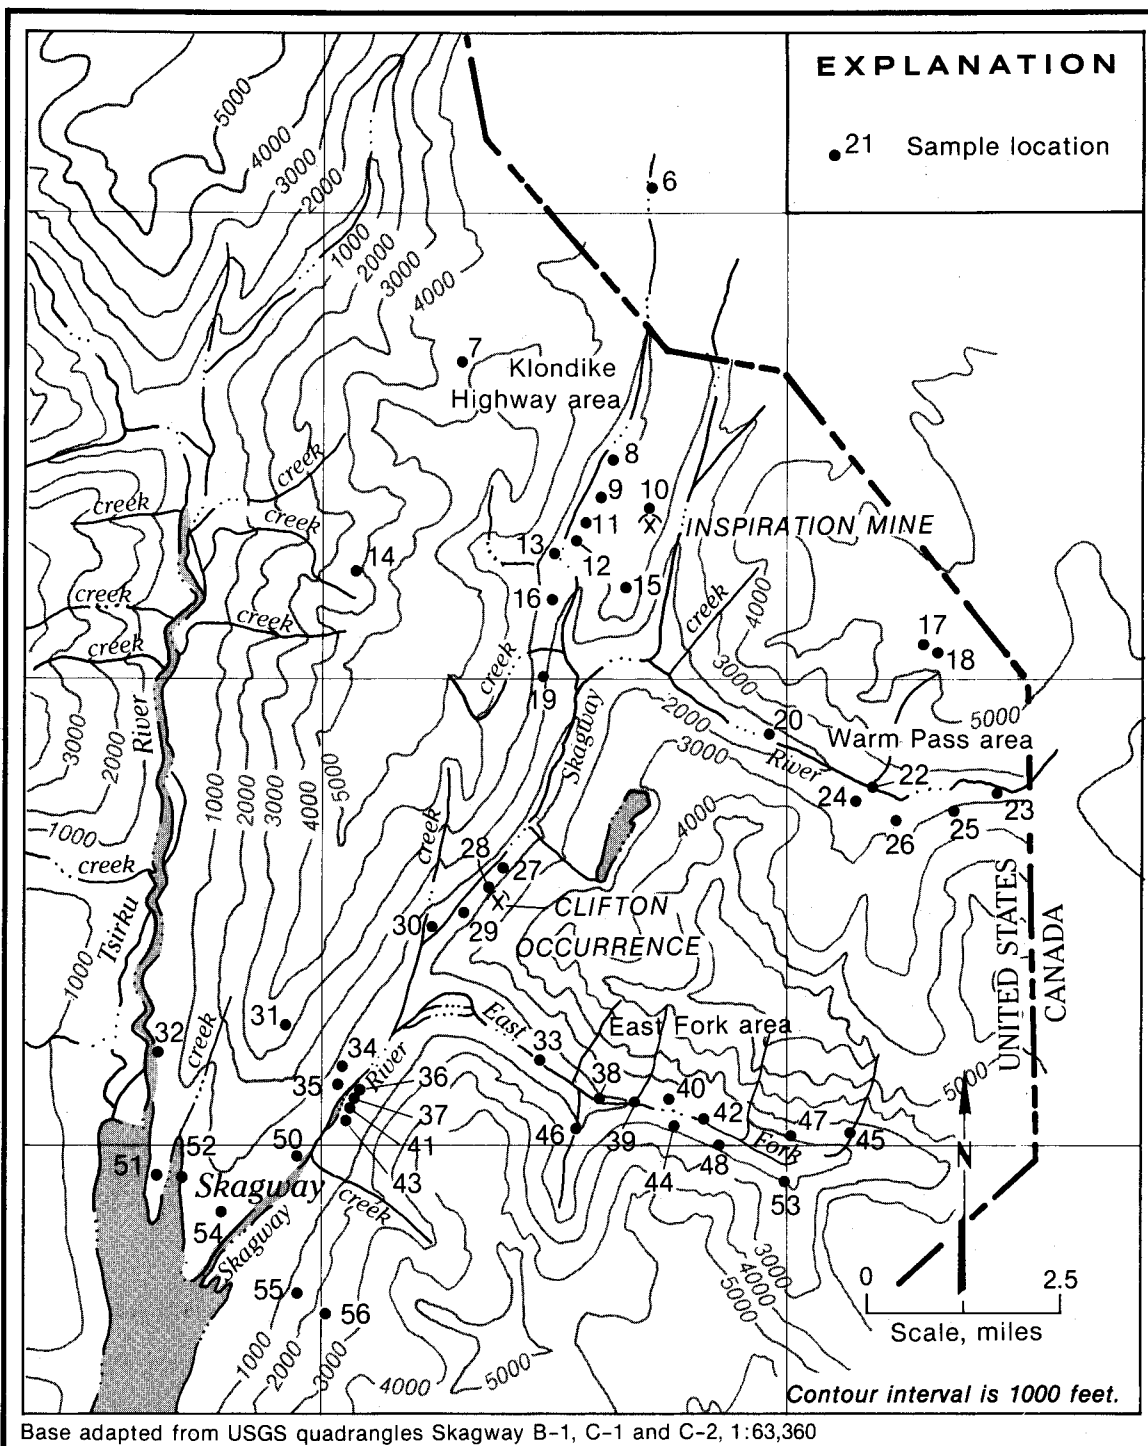 EXPLANATION
21 Sample location
5000
4000
3000
2000
1000
2000
3000
4000
6
7
Klondike
Highway area
8
9
10
11
INSPIRATION MINE
12
13
14
15
16
creek
creek
creek
creek
creek
creek
creek
creek
4000
3000
2000
3000
4000
17
18
5000
19
20
Warm Pass area
River
22
23
24
25
26
Skagway
3000
2000
River
1000
2000
3000
4000
5000
1000
creek
creek
27
28
CLIFTON
OCCURRENCE
29
30
Tsirku
1000
UNITED STATES
CANADA
31
32
creek
East
East Fork area
33
34
35
River
36
37
38
39
40
41
42
43
44
45
46
47
48
Fork
5000
N
50
51
52
53
Skagway
creek
54
Skagway
55
56
1000
2000
3000
4000
5000
3000
4000
5000
0 2.5
Scale, miles
Contour interval is 1000 feet.
Base adapted from USGS quadrangles Skagway B-1, C-1 and C-2, 1:63,360